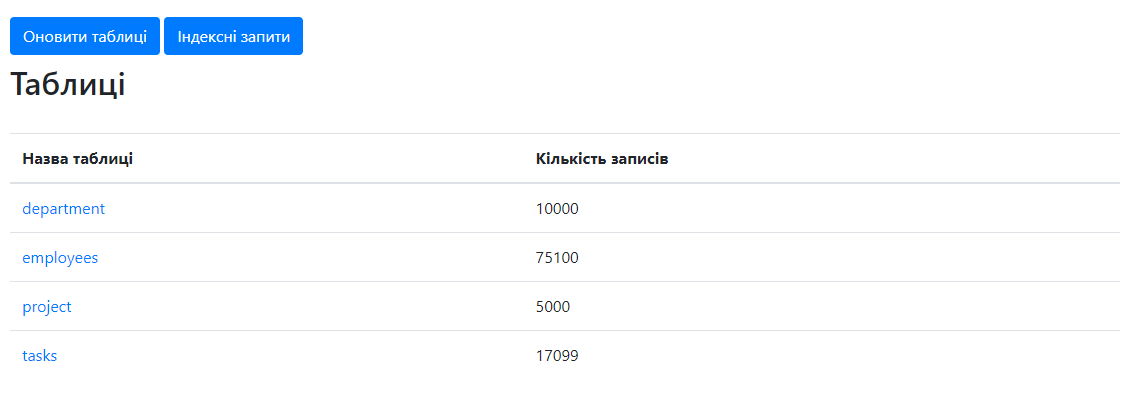 Оновити таблиці Індексні запити
Таблиці
Назва таблиці Кількість записів
department 10000
employees 75100
project 5000
tasks 17099